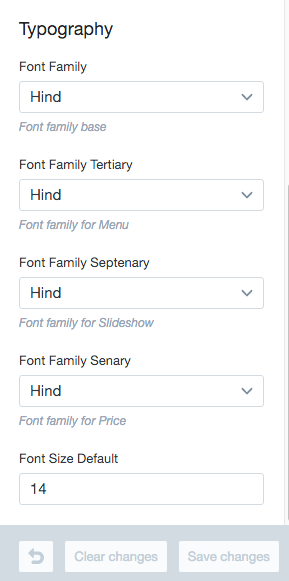 Typography
Font Family
Hind
Font family base
Font Family Tertiary
Hind
Font family for Menu
Font Family Septenary
Hind
Font family for Slideshow
Font Family Senary
Hind
Font family for Price
Font Size Default
14
Clear changes Save changes